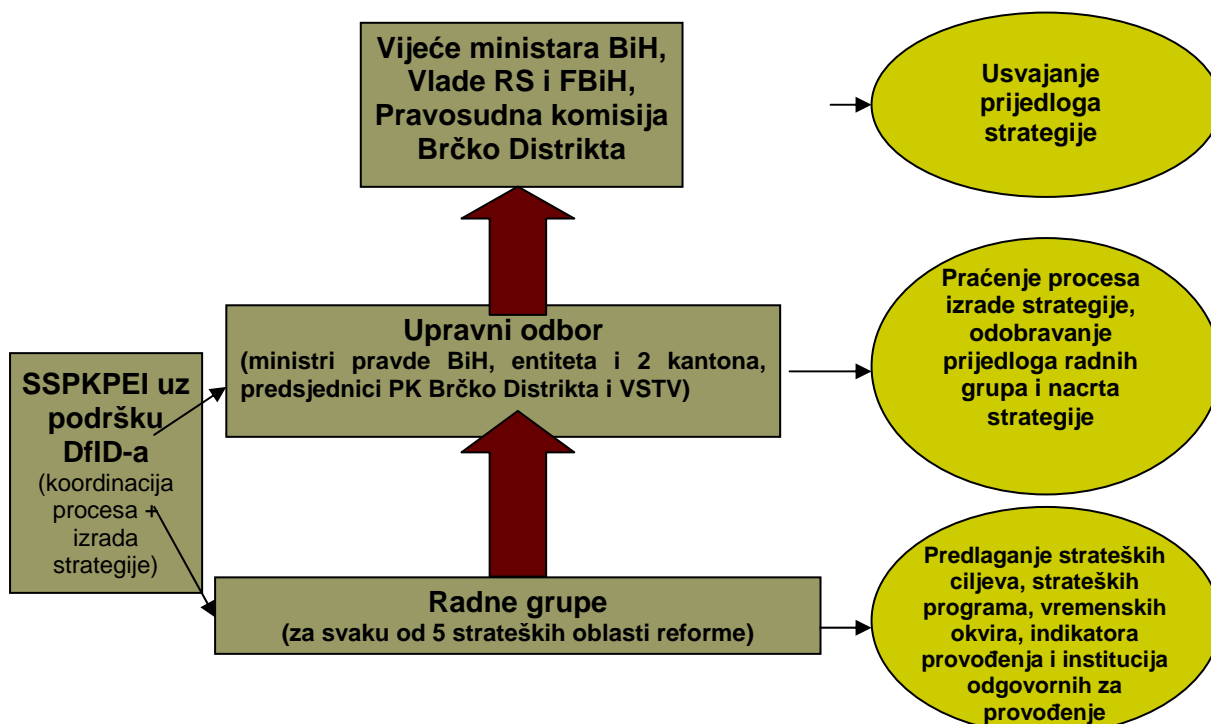 Vijeće ministara BiH,
Vlade RS i FBiH,
Pravosudna komisija
Brčko Distrikta
Usvajanje
prijedloga
strategije
Upravni odbor
(ministri pravde BiH, entiteta i 2 kantona,
predsjednici PK Brčko Distrikta i VSTV)
Praćenje procesa
izrade strategije,
odobravanje
prijedloga radnih
grupa i nacrta
strategije
SSPKPEI uz
podršku
DfID-a
(koordinacija
procesa +
izrada
strategije)
Radne grupe
(za svaku od 5 strateških oblasti reforme)
Predlaganje strateških
ciljeva, strateških
programa, vremenskih
okvira, indikatora
provođenja i institucija
odgovornih za
provođenje